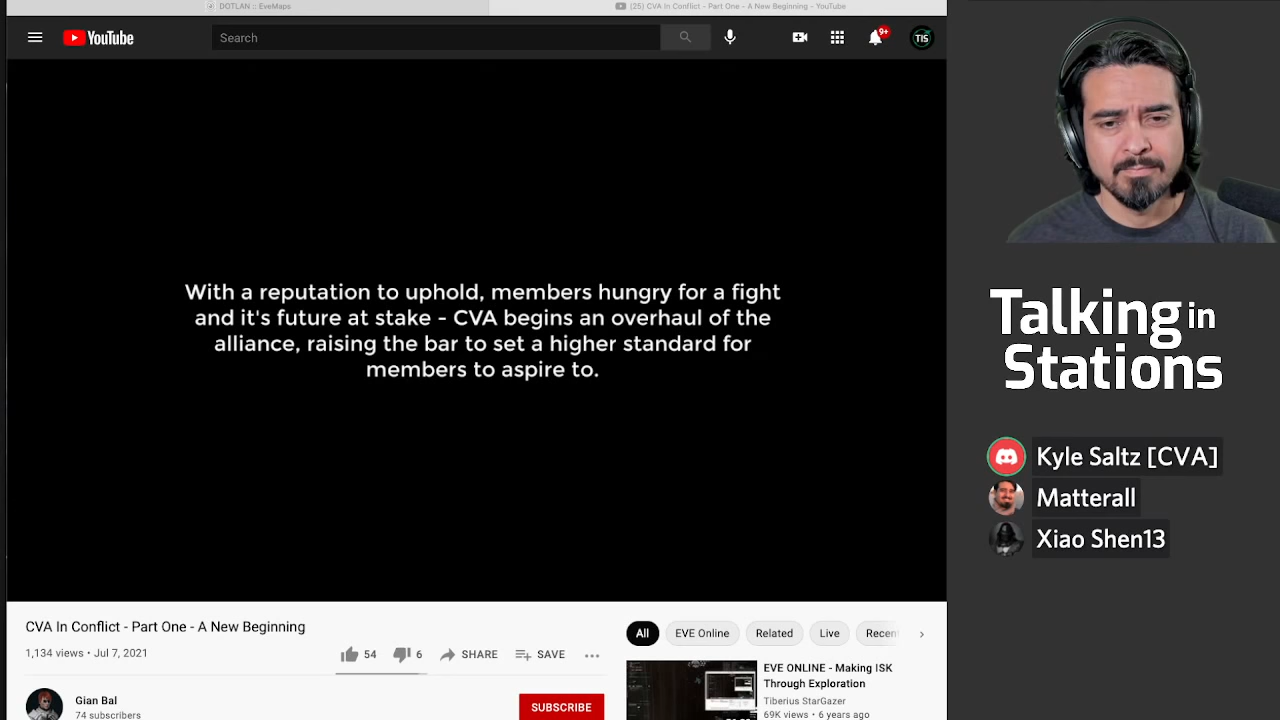 DOTLAN :: EveMaps
(25) CVA In Conflict - Part One - A New Beginning - YouTube
YouTube
Search
9+
TIS
With a reputation to uphold, members hungry for a fight
and it's future at stake - CVA begins an overhaul of the
alliance, raising the bar to set a higher standard for
members to aspire to.
CVA In Conflict - Part One - A New Beginning
1,134 views • Jul 7, 2021
54
6
SHARE
SAVE
Gian Bal
74 subscribers
SUBSCRIBE
All
EVE Online
Related
Live
Recen
EVE ONLINE - Making ISK
Through Exploration
Tiberius StarGazer
69K views • 6 years ago
Talking in
Stations
Kyle Saltz [CVA]
Matterall
Xiao Shen13